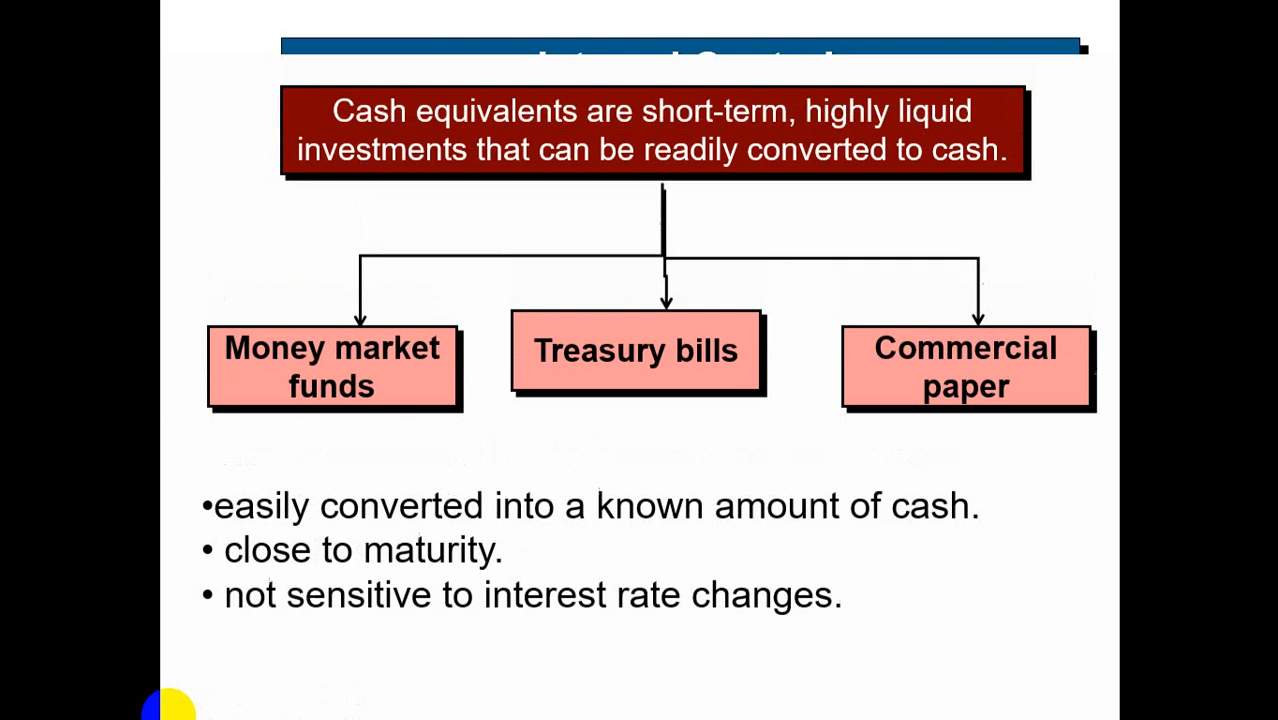 Cash equivalents are short-term, highly liquid
investments that can be readily converted to cash.
Money market
funds
Treasury bills
Commercial
paper
•easily converted into a known amount of cash.
• close to maturity.
• not sensitive to interest rate changes.